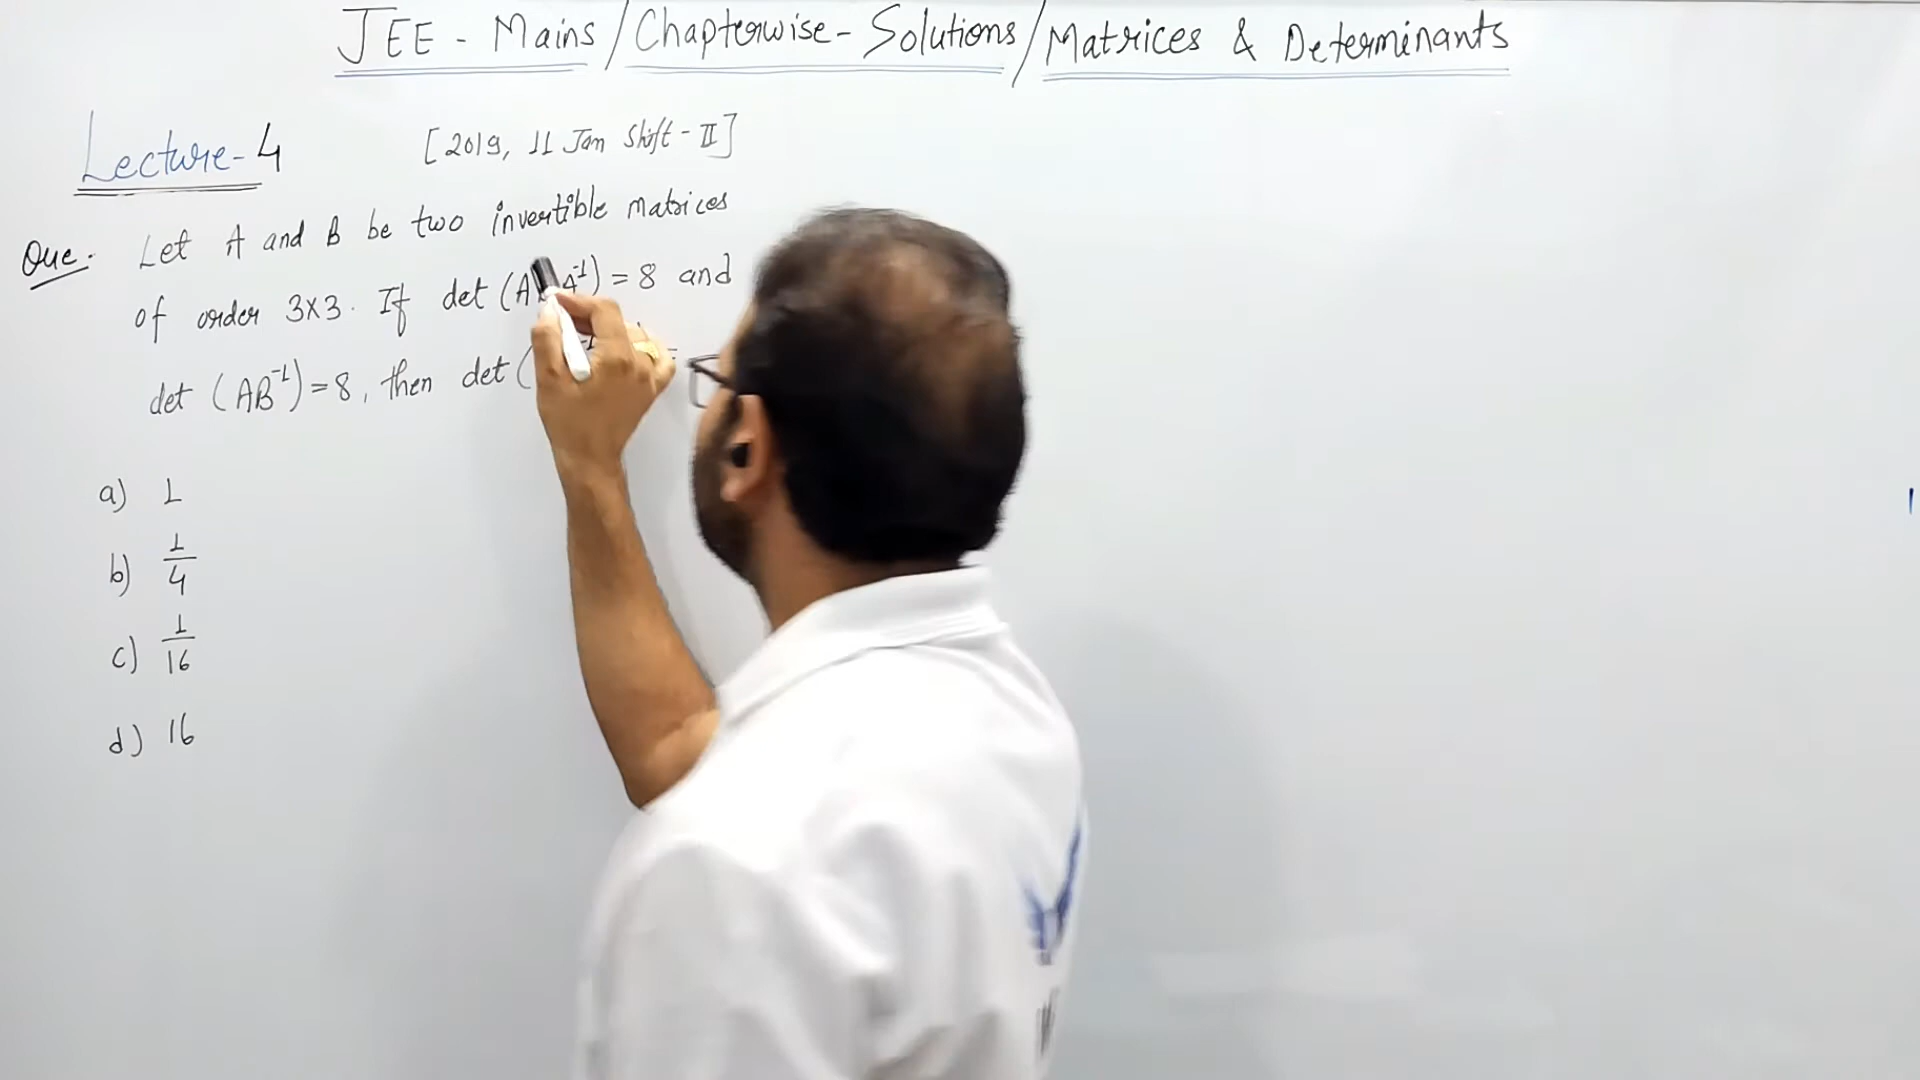 JEE - Mains / Chapterwise - Solutions / Matrices & Determinants
Lecture - 4
[2019, 11 Jan Shift - II]
Que. Let A and B be two invertible matrices
of order 3×3. If det (A A⁻¹) = 8 and
det (AB⁻¹) = 8, then det (
a) 1
b) 1/4
c) 1/16
d) 16